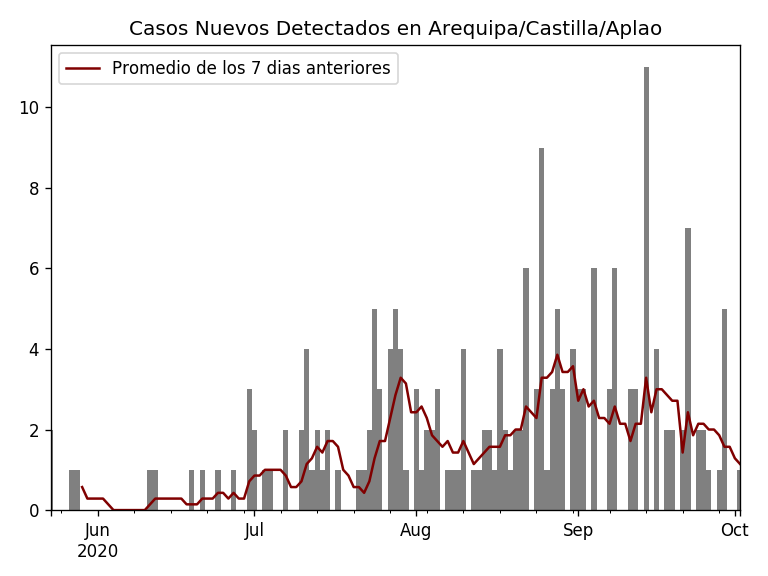 Casos Nuevos Detectados en Arequipa/Castilla/Aplao
Promedio de los 7 dias anteriores
10
8
6
4
2
0
Jun Jul Aug Sep Oct
2020